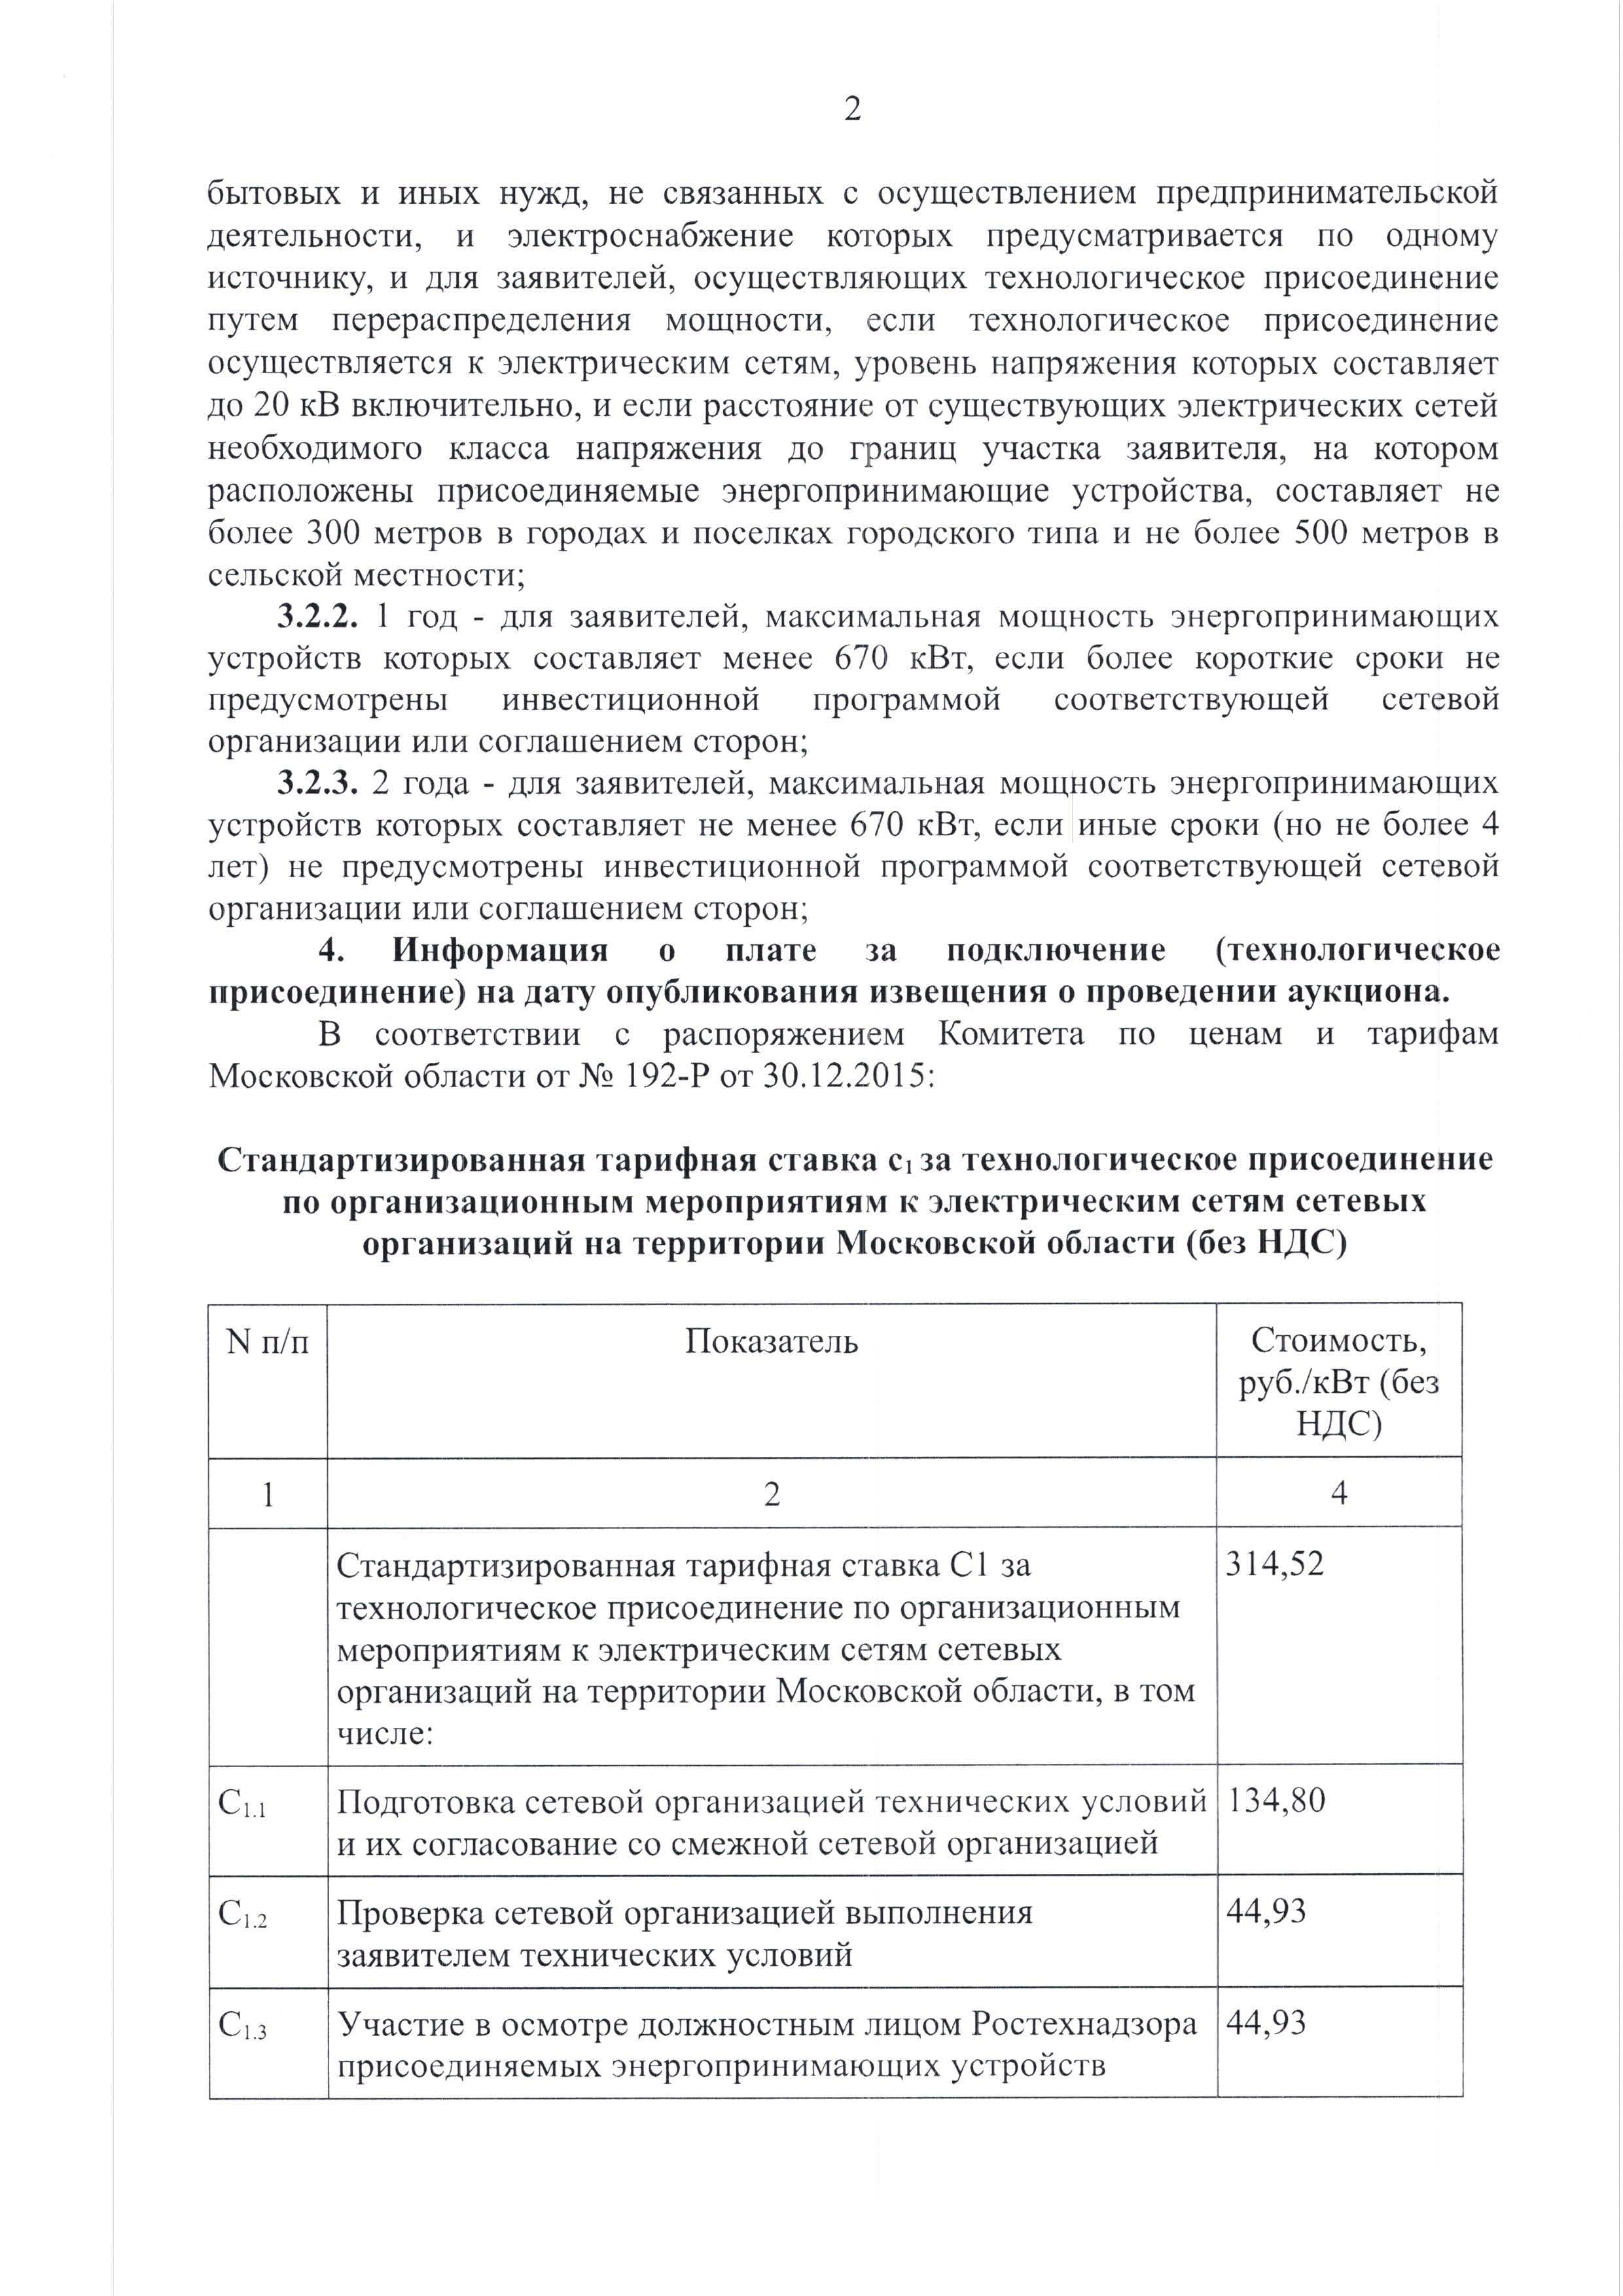 2
бытовых и иных нужд, не связанных с осуществлением предпринимательской
деятельности, и электроснабжение которых предусматривается по одному
источнику, и для заявителей, осуществляющих технологическое присоединение
путем перераспределения мощности, если технологическое присоединение
осуществляется к электрическим сетям, уровень напряжения которых составляет
до 20 кВ включительно, и если расстояние от существующих электрических сетей
необходимого класса напряжения до границ участка заявителя, на котором
расположены присоединяемые энергопринимающие устройства, составляет не
более 300 метров в городах и поселках городского типа и не более 500 метров в
сельской местности;
3.2.2. 1 год - для заявителей, максимальная мощность энергопринимающих
устройств которых составляет менее 670 кВт, если более короткие сроки не
предусмотрены инвестиционной программой соответствующей сетевой
организации или соглашением сторон;
3.2.3. 2 года - для заявителей, максимальная мощность энергопринимающих
устройств которых составляет не менее 670 кВт, если иные сроки (но не более 4
лет) не предусмотрены инвестиционной программой соответствующей сетевой
организации или соглашением сторон;
4. Информация о плате за подключение (технологическое
присоединение) на дату опубликования извещения о проведении аукциона.
В соответствии с распоряжением Комитета по ценам и тарифам
Московской области от № 192-Р от 30.12.2015:
Стандартизированная тарифная ставка с₁ за технологическое присоединение
по организационным мероприятиям к электрическим сетям сетевых
организаций на территории Московской области (без НДС)
N п/п Показатель Стоимость,
руб./кВт (без
НДС)
1 2 4
Стандартизированная тарифная ставка С1 за 314,52
технологическое присоединение по организационным
мероприятиям к электрическим сетям сетевых
организаций на территории Московской области, в том
числе:
С1.1 Подготовка сетевой организацией технических условий 134,80
и их согласование со смежной сетевой организацией
С1.2 Проверка сетевой организацией выполнения 44,93
заявителем технических условий
С1.3 Участие в осмотре должностным лицом Ростехнадзора 44,93
присоединяемых энергопринимающих устройств